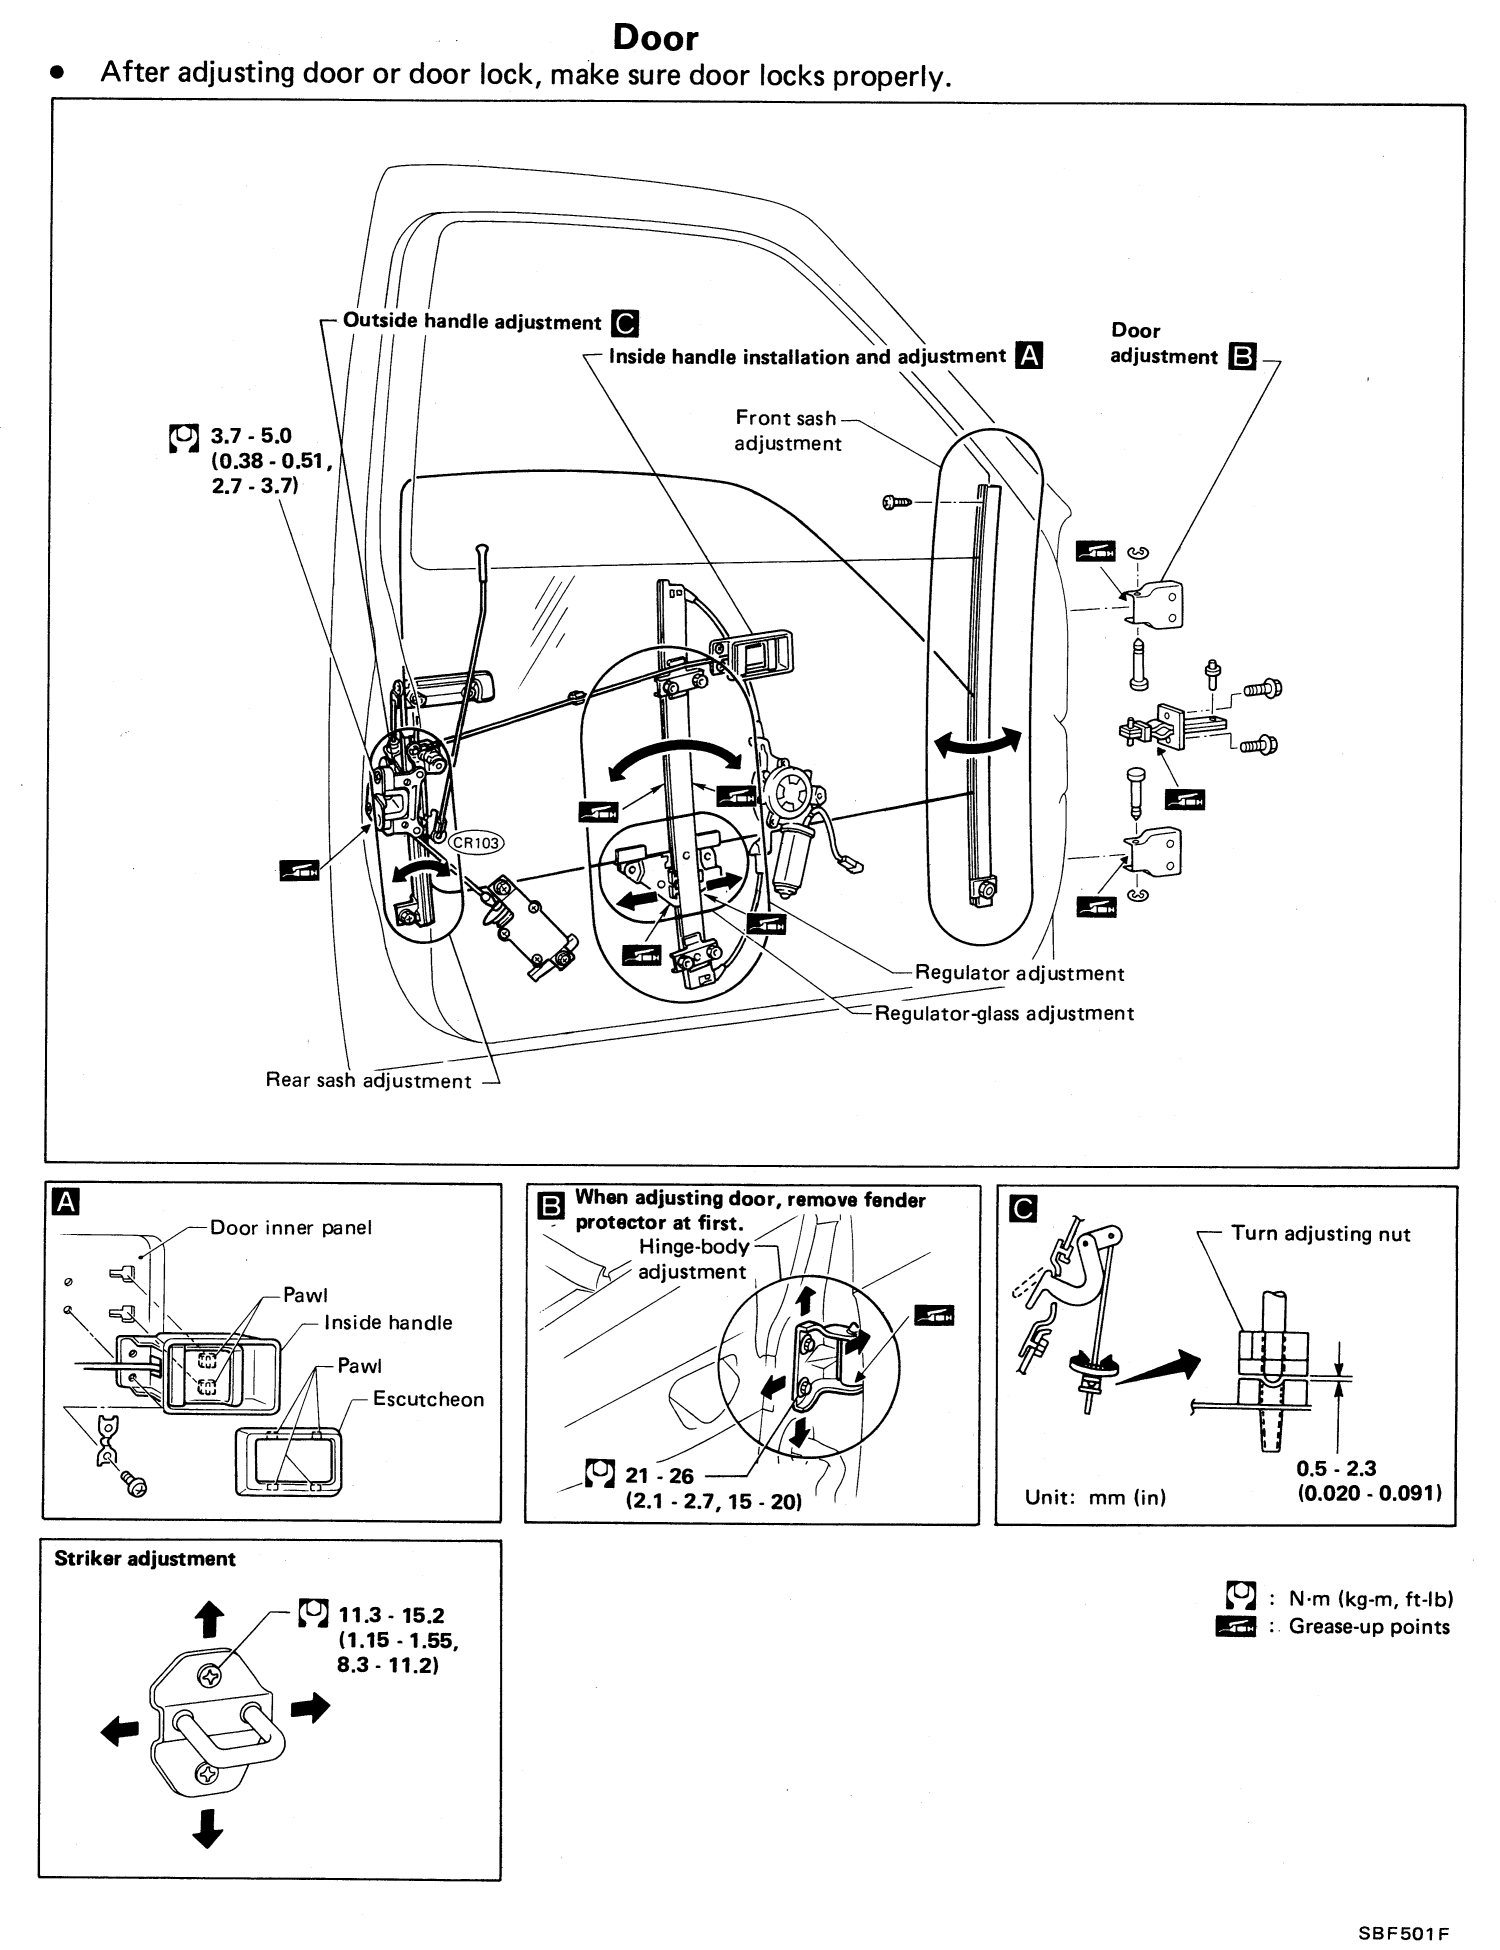 Door
● After adjusting door or door lock, make sure door locks properly.
Outside handle adjustment C
Inside handle installation and adjustment A
Door
adjustment B
Front sash
adjustment
3.7 - 5.0
(0.38 - 0.51,
2.7 - 3.7)
CR103
Regulator adjustment
Regulator-glass adjustment
Rear sash adjustment
A
Door inner panel
Pawl
Inside handle
Pawl
Escutcheon
B When adjusting door, remove fender
protector at first.
Hinge-body
adjustment
21 - 26
(2.1 - 2.7, 15 - 20)
C
Turn adjusting nut
0.5 - 2.3
(0.020 - 0.091)
Unit: mm (in)
Striker adjustment
11.3 - 15.2
(1.15 - 1.55,
8.3 - 11.2)
: N·m (kg-m, ft-lb)
: Grease-up points
SBF501F